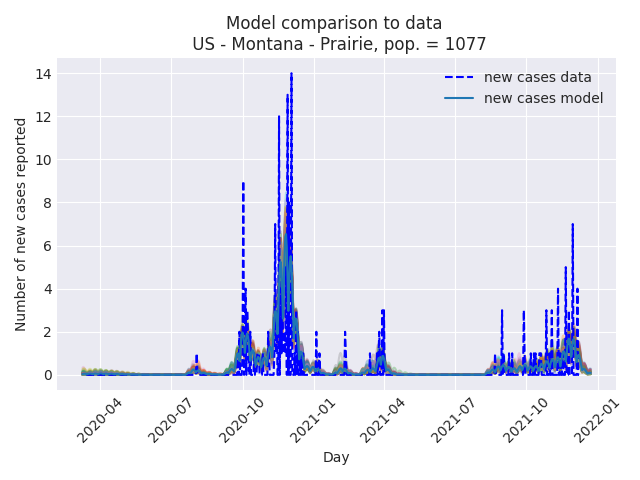 Model comparison to data
US - Montana - Prairie, pop. = 1077
new cases data
new cases model
Number of new cases reported
14
12
10
8
6
4
2
0
2020-04
2020-07
2020-10
2021-01
2021-04
2021-07
2021-10
2022-01
Day